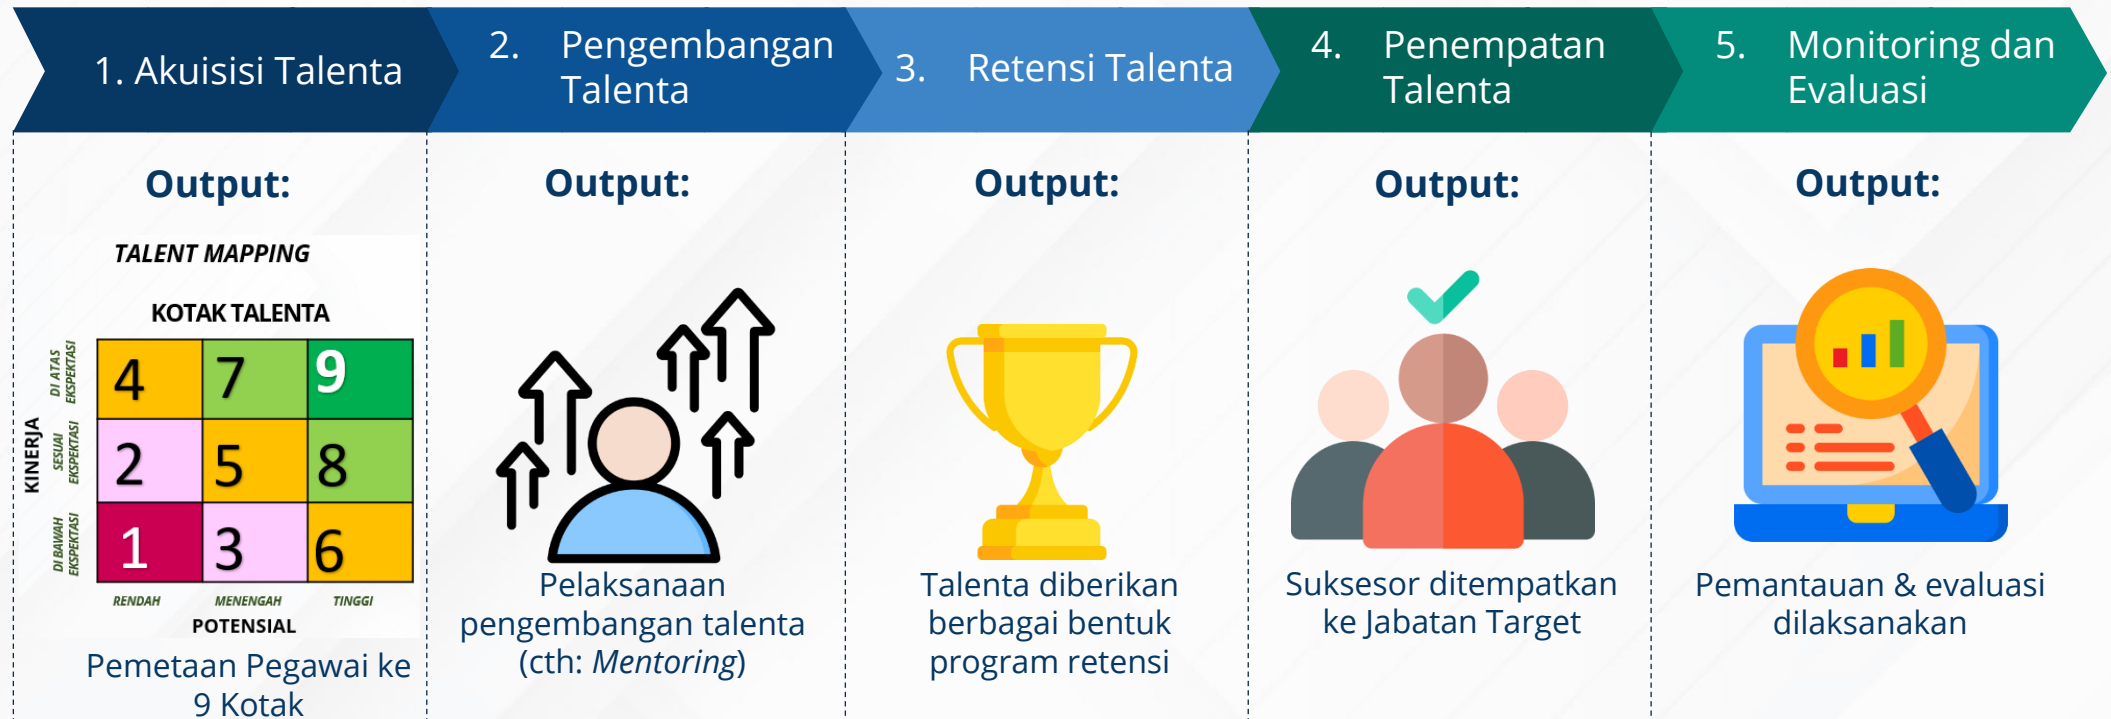 1. Akuisisi Talenta
2. Pengembangan
Talenta
3. Retensi Talenta
4. Penempatan
Talenta
5. Monitoring dan
Evaluasi
Output:
TALENT MAPPING
KOTAK TALENTA
KINERJA
DI ATAS
EKSPEKTASI
4 7 9
SESUAI
EKSPEKTASI
2 5 8
DI BAWAH
EKSPEKTASI
1 3 6
RENDAH MENENGAH TINGGI
POTENSIAL
Pemetaan Pegawai ke
9 Kotak
Output:
Pelaksanaan
pengembangan talenta
(cth: Mentoring)
Output:
Talenta diberikan
berbagai bentuk
program retensi
Output:
Suksesor ditempatkan
ke Jabatan Target
Output:
Pemantauan & evaluasi
dilaksanakan